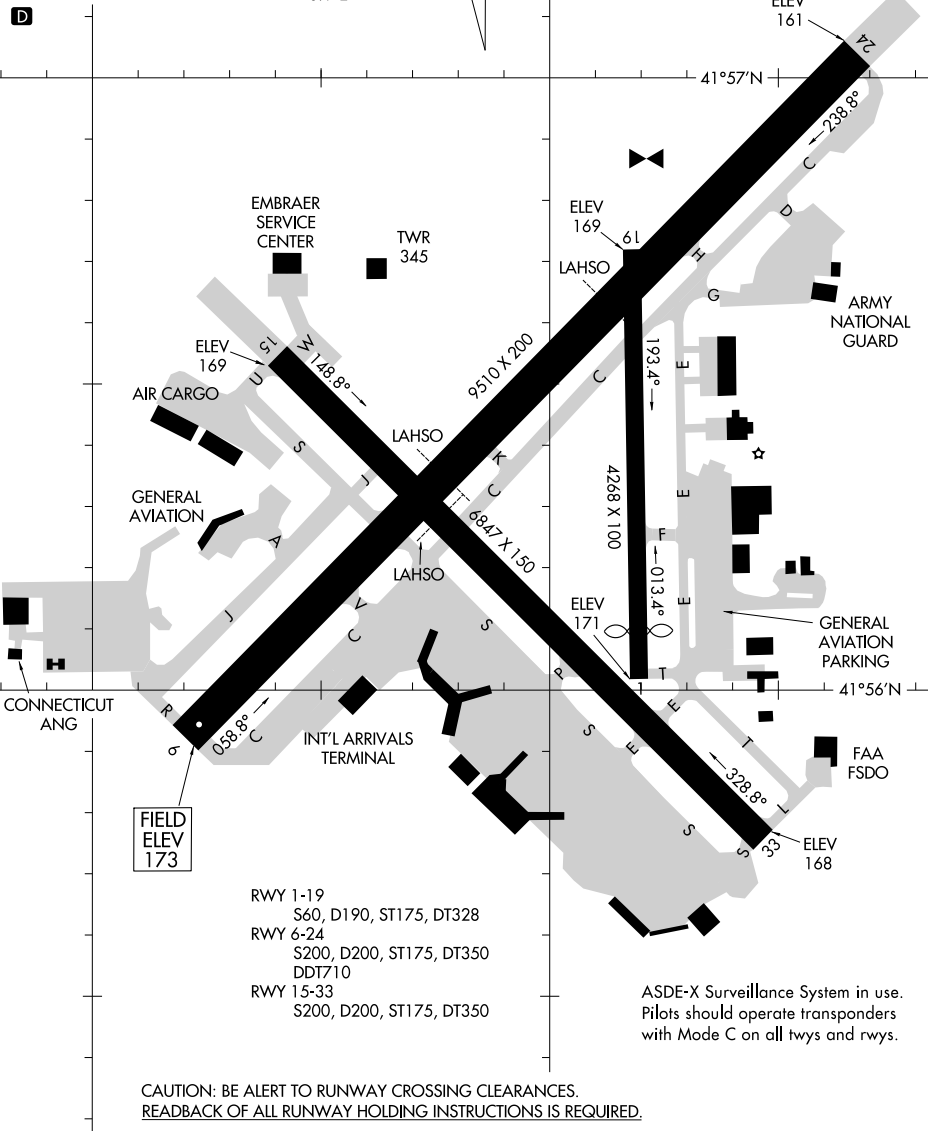 D
ELEV
161
24
41°57'N
238.8°
C
D
EMBRAER
SERVICE
CENTER
TWR
345
ELEV
169
19
LAHSO
H
G
ARMY
NATIONAL
GUARD
ELEV
169
15
W
U
148.8°
9510 X 200
193.4°
E
C
AIR CARGO
LAHSO
S
J
K
C
GENERAL
AVIATION
A
6847 X 150
4268 X 100
E
F
LAHSO
013.4°
J
V
C
S
ELEV
171
E
GENERAL
AVIATION
PARKING
P
1
T
41°56'N
CONNECTICUT
ANG
R
6
058.8°
C
INT'L ARRIVALS
TERMINAL
S
E
E
T
FAA
FSDO
328.8°
L
FIELD
ELEV
173
S
S
33
ELEV
168
RWY 1-19
S60, D190, ST175, DT328
RWY 6-24
S200, D200, ST175, DT350
DDT710
RWY 15-33
S200, D200, ST175, DT350
ASDE-X Surveillance System in use.
Pilots should operate transponders
with Mode C on all twys and rwys.
CAUTION: BE ALERT TO RUNWAY CROSSING CLEARANCES.
READBACK OF ALL RUNWAY HOLDING INSTRUCTIONS IS REQUIRED.